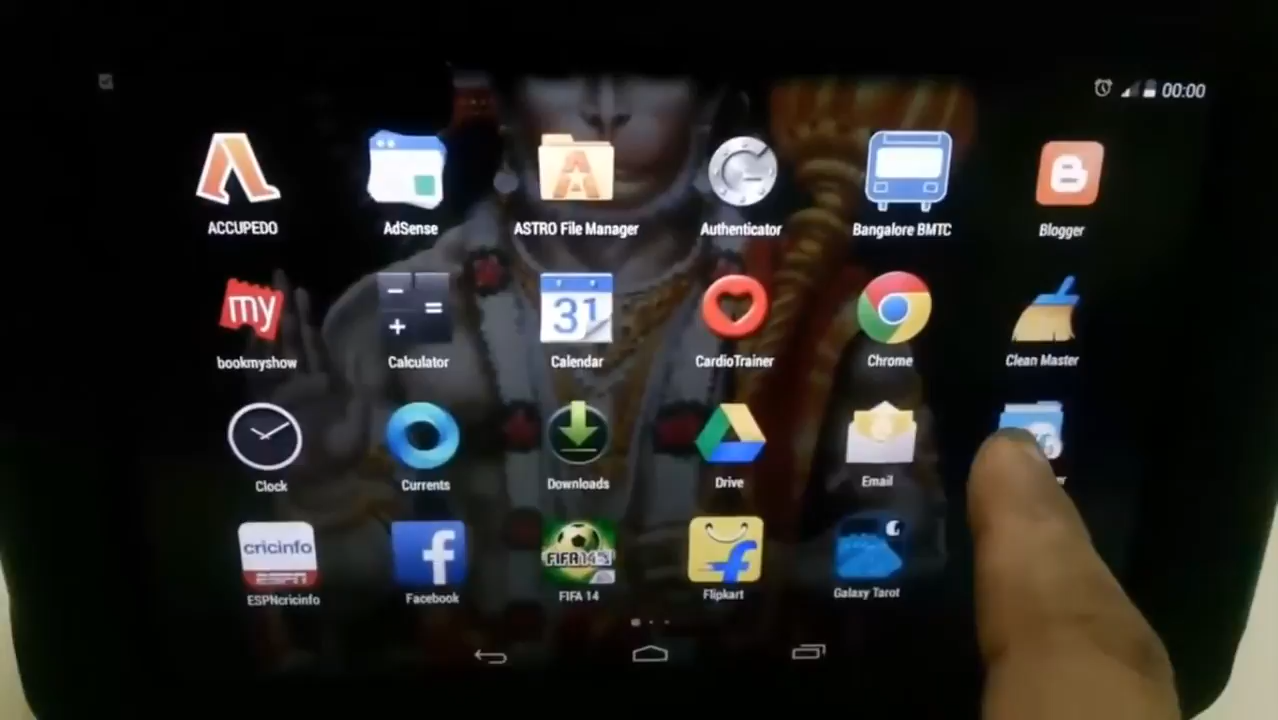 00:00
ACCUPEDO
AdSense
A
ASTRO File Manager
Authenticator
Bangalore BMTC
Blogger
my
bookmyshow
Calculator
31
Calendar
CardioTrainer
Chrome
Clean Master
Clock
Currents
Downloads
Drive
Email
cricinfo
ESPN
ESPNcricinfo
f
Facebook
FIFA 14
FIFA 14
f
Flipkart
Galaxy Tarot